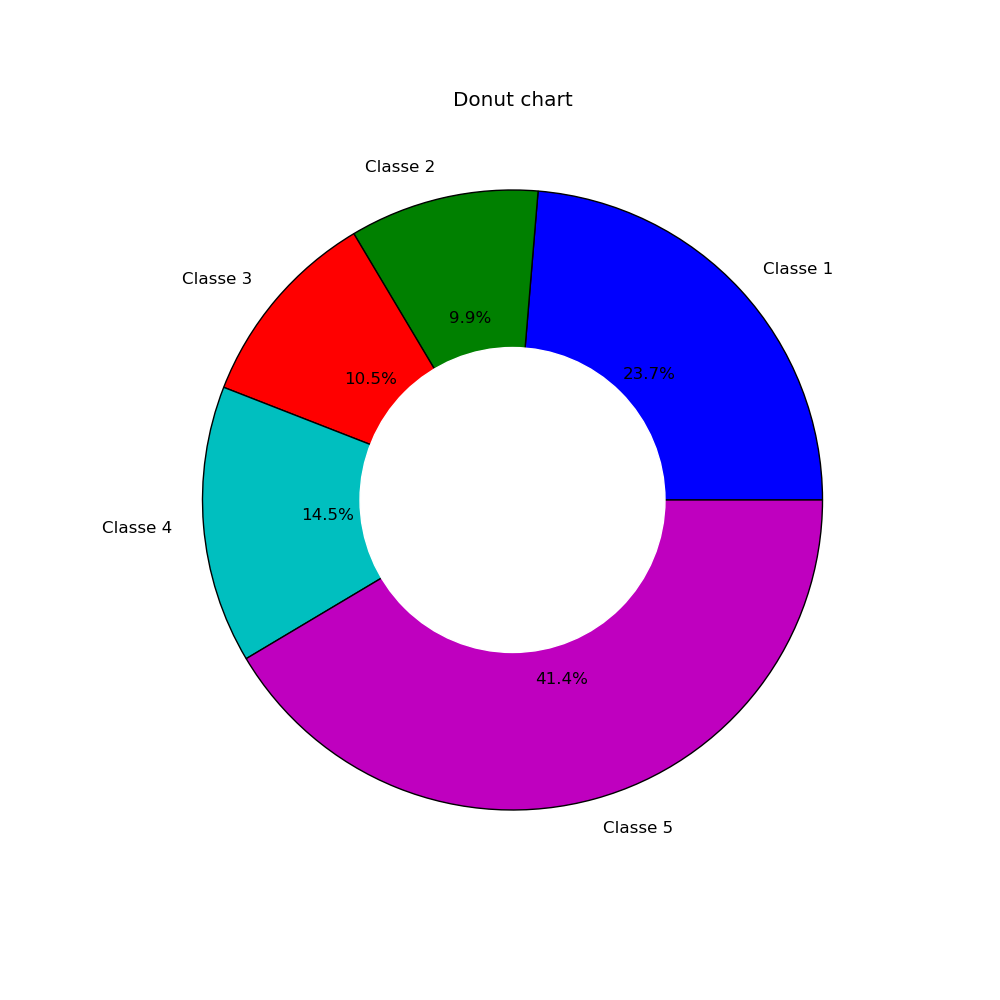 Donut chart
Classe 2
Classe 1
Classe 3
9.9%
23.7%
10.5%
14.5%
Classe 4
41.4%
Classe 5